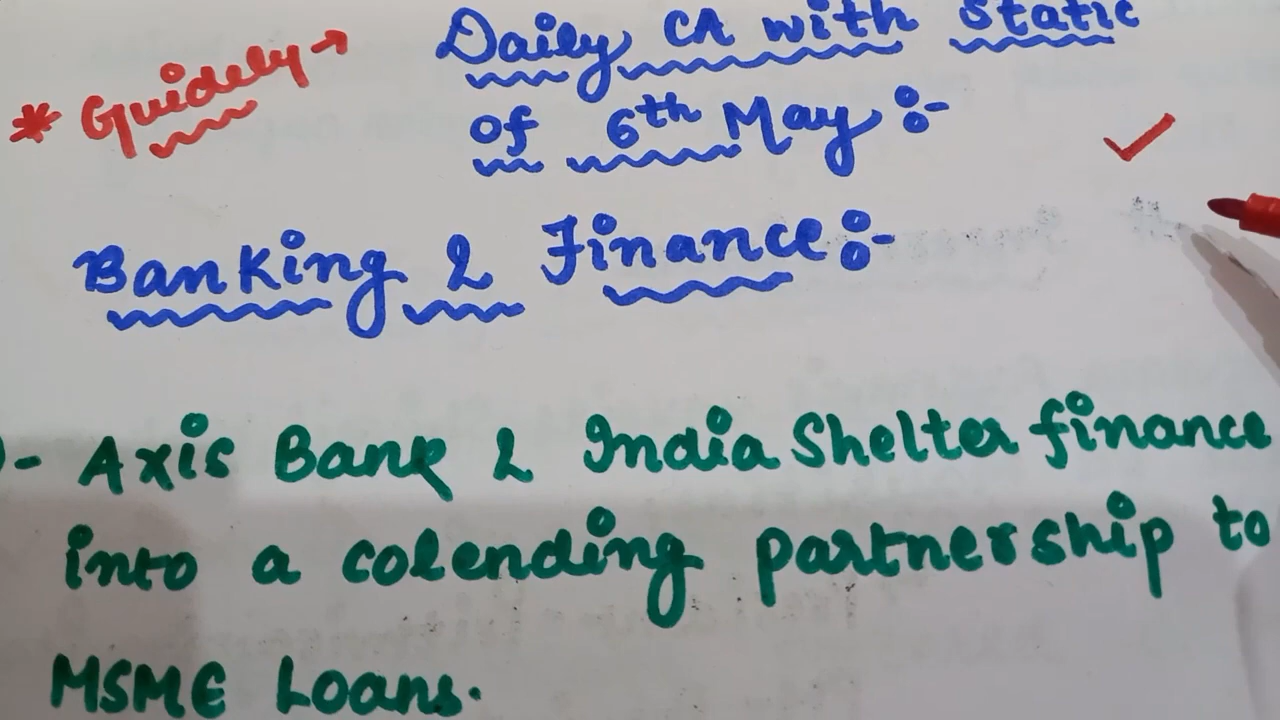 * Guidely → Daily CA with Static
of 6th May :-
Banking & Finance :-
)- Axis Bank & India Shelter finance
into a colending partnership to
MSME Loans.